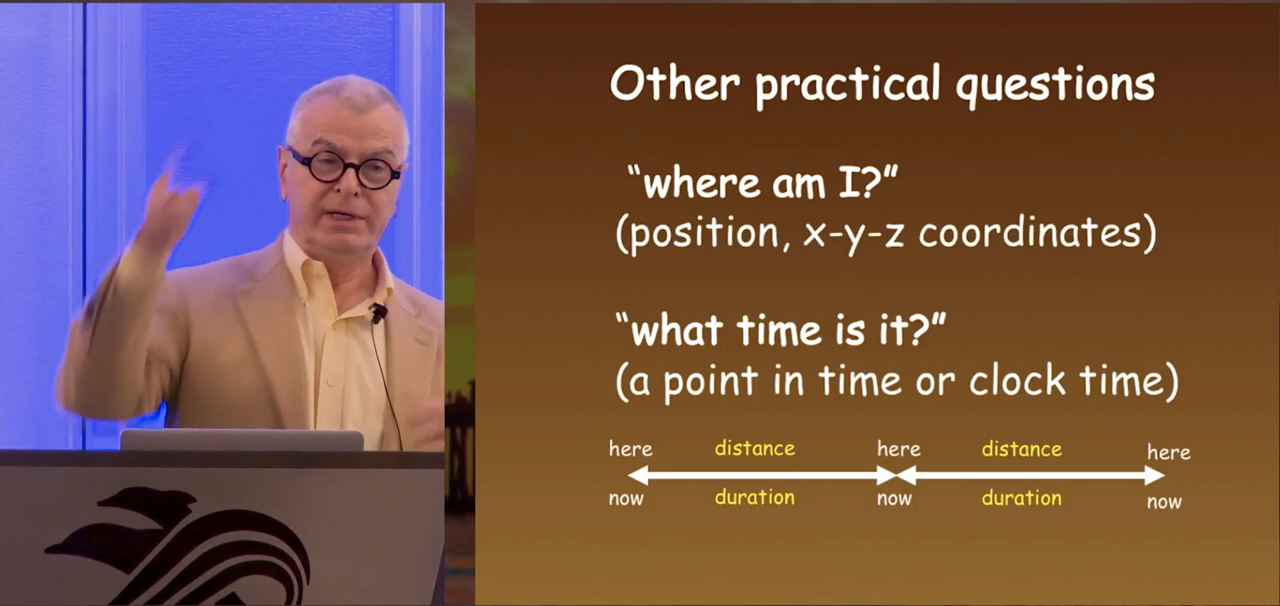 Other practical questions
“where am I?”
(position, x-y-z coordinates)
“what time is it?”
(a point in time or clock time)
here distance here distance here
now duration now duration now